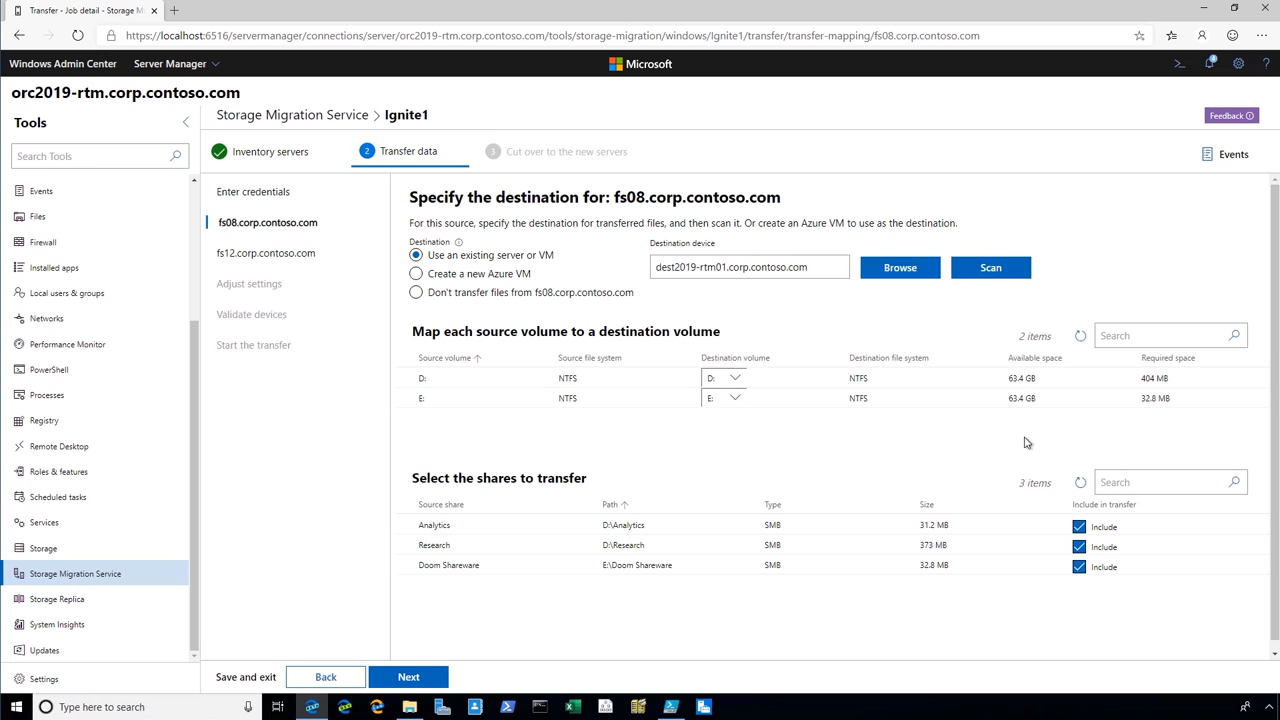 Transfer - Job detail - Storage M
https://localhost:6516/servermanager/connections/server/orc2019-rtm.corp.contoso.com/tools/storage-migration/windows/Ignite1/transfer/transfer-mapping/fs08.corp.contoso.com
Windows Admin Center Server Manager Microsoft
orc2019-rtm.corp.contoso.com
Tools
Storage Migration Service > Ignite1
Feedback
Search Tools
Inventory servers
2 Transfer data
3 Cut over to the new servers
Events
Events
Files
Firewall
Installed apps
Local users & groups
Networks
Performance Monitor
PowerShell
Processes
Registry
Remote Desktop
Roles & features
Scheduled tasks
Services
Storage
Storage Migration Service
Storage Replica
System Insights
Updates
Settings
Enter credentials
fs08.corp.contoso.com
fs12.corp.contoso.com
Adjust settings
Validate devices
Start the transfer
Specify the destination for: fs08.corp.contoso.com
For this source, specify the destination for transferred files, and then scan it. Or create an Azure VM to use as the destination.
Destination
Use an existing server or VM
Create a new Azure VM
Don't transfer files from fs08.corp.contoso.com
Destination device
dest2019-rtm01.corp.contoso.com
Browse
Scan
Map each source volume to a destination volume
2 items
Search
Source volume Source file system Destination volume Destination file system Available space Required space
D: NTFS D: NTFS 63.4 GB 404 MB
E: NTFS E: NTFS 63.4 GB 32.8 MB
Select the shares to transfer
3 items
Search
Source share Path Type Size Include in transfer
Analytics D:\Analytics SMB 31.2 MB Include
Research D:\Research SMB 373 MB Include
Doom Shareware E:\Doom Shareware SMB 32.8 MB Include
Save and exit
Back
Next
Type here to search